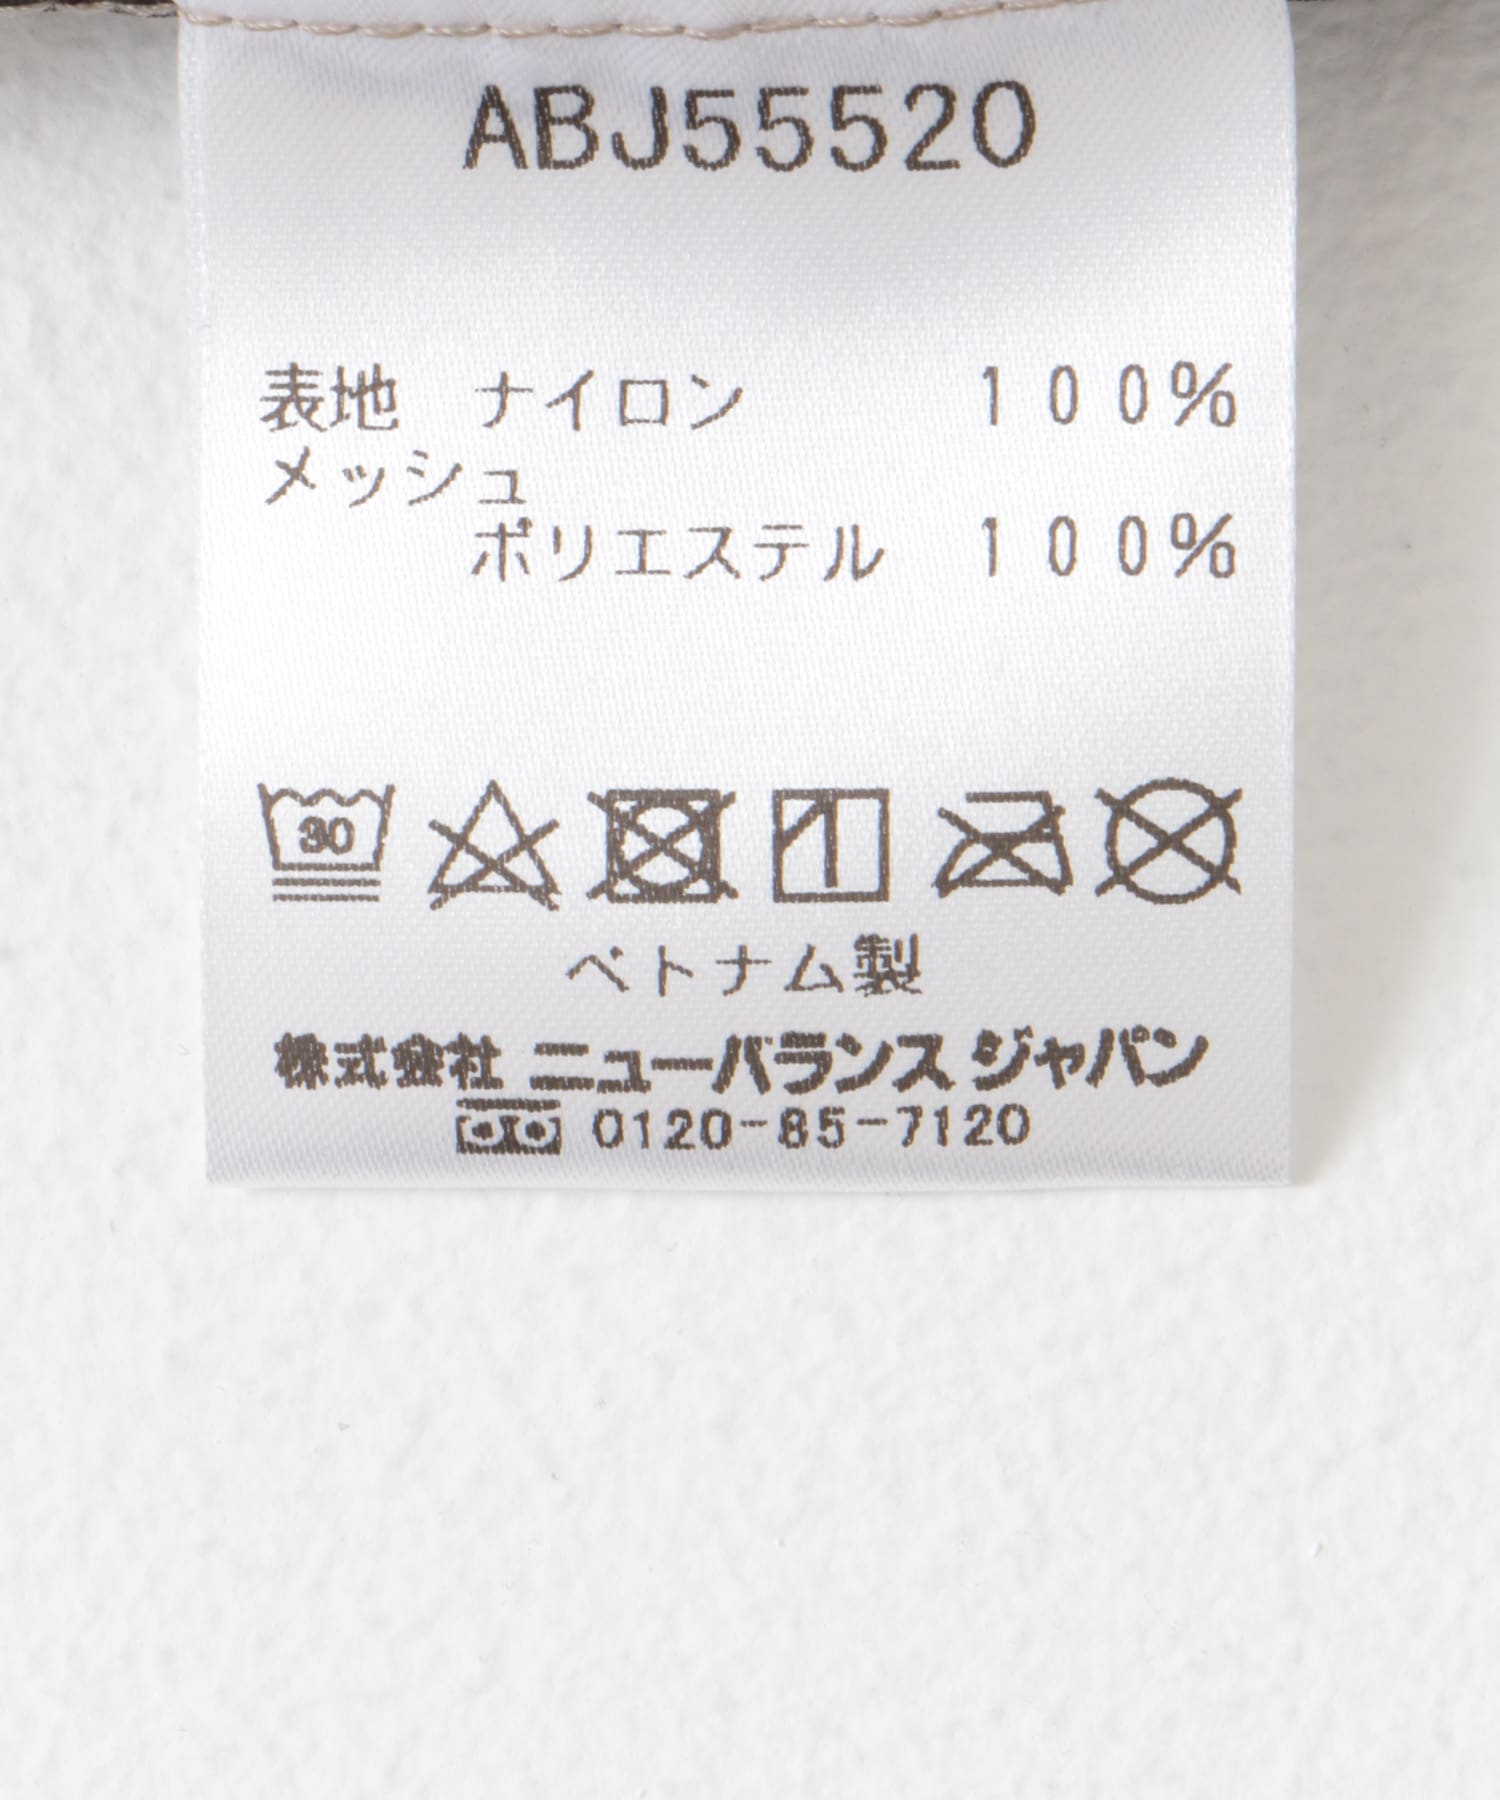 ABJ55520
表地 ナイロン 100%
メッシュ
ポリエステル 100%
30
ベトナム製
株式会社 ニューバランス ジャパン
0120-85-7120